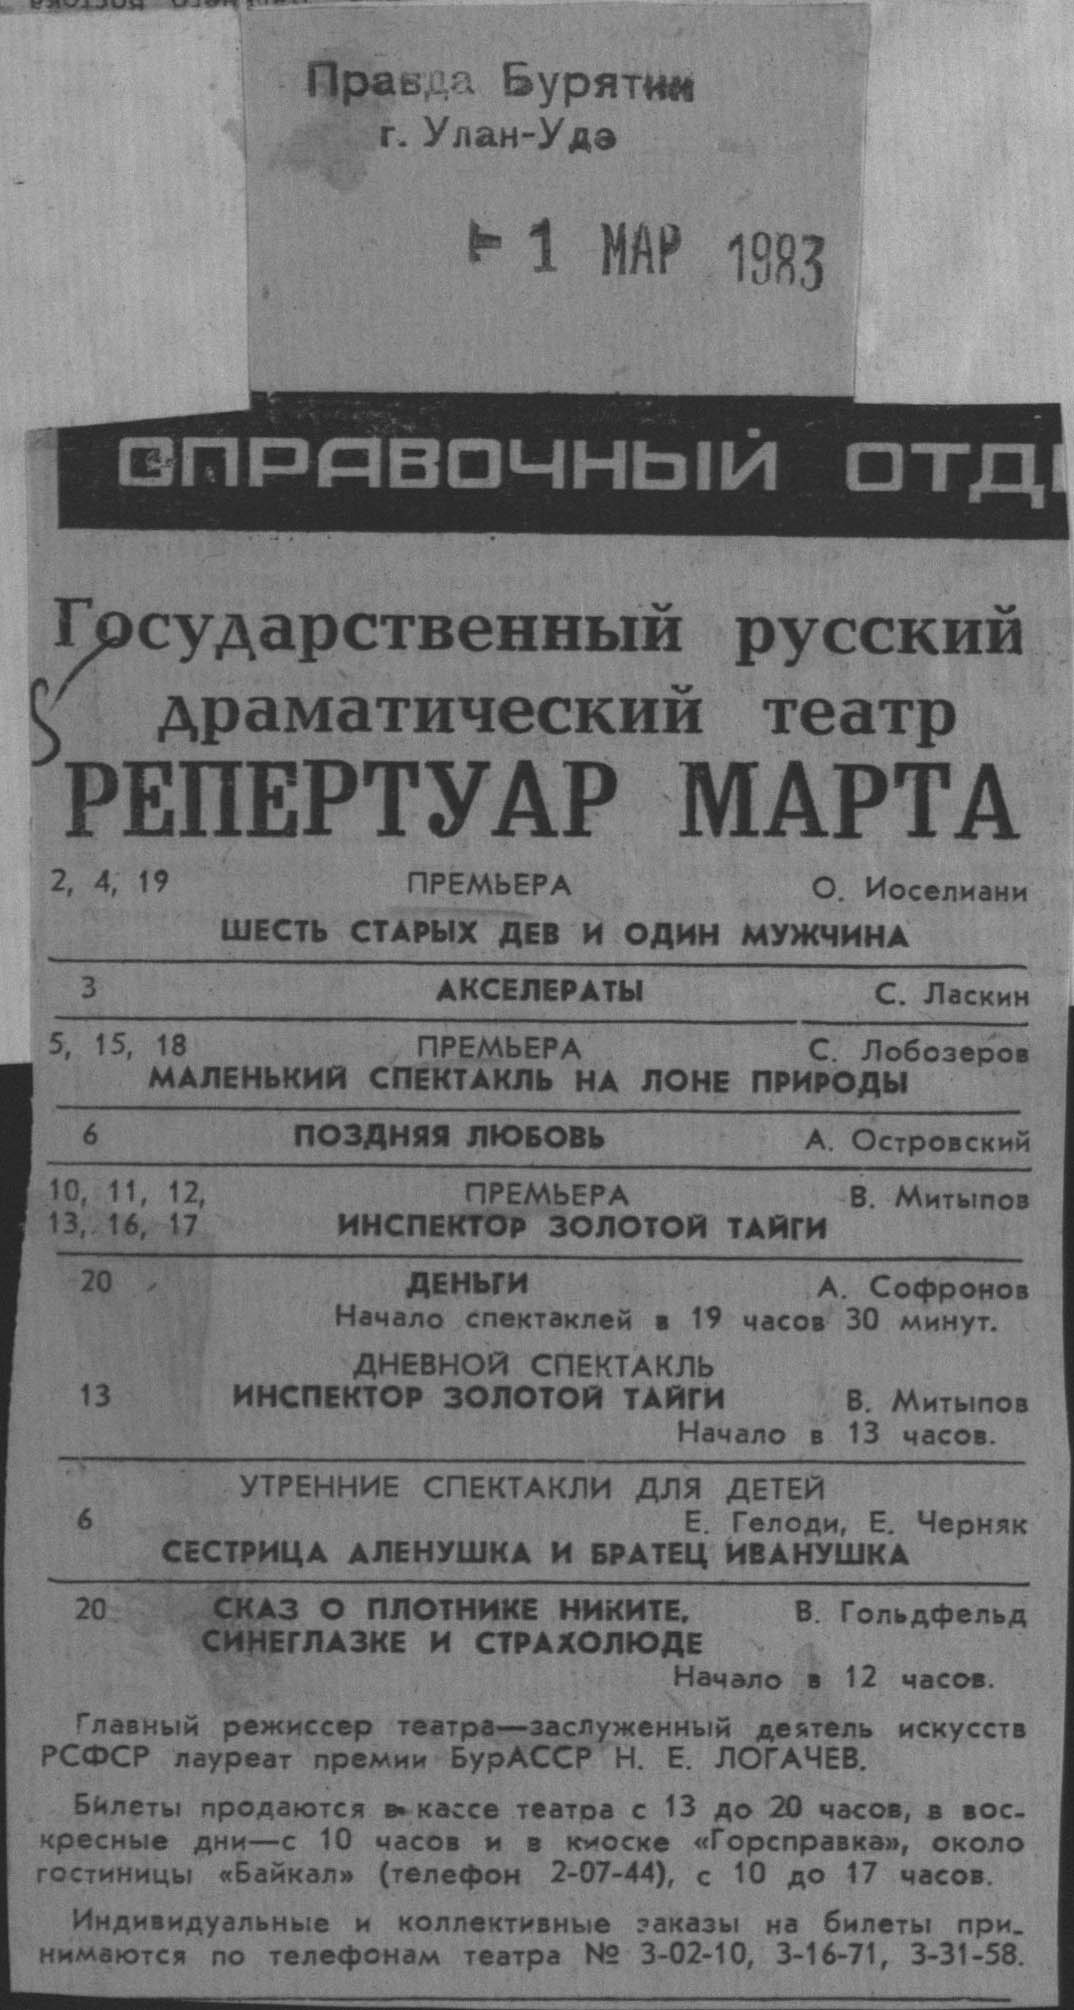 Правда Бурятии
г. Улан-Удэ
1 МАР 1983
СПРАВОЧНЫЙ ОТД
Государственный русский
драматический театр
РЕПЕРТУАР МАРТА
2, 4, 19 ПРЕМЬЕРА О. Иоселиани
ШЕСТЬ СТАРЫХ ДЕВ И ОДИН МУЖЧИНА
3 АКСЕЛЕРАТЫ С. Ласкин
5, 15, 18 ПРЕМЬЕРА С. Лобозеров
МАЛЕНЬКИЙ СПЕКТАКЛЬ НА ЛОНЕ ПРИРОДЫ
6 ПОЗДНЯЯ ЛЮБОВЬ А. Островский
10, 11, 12, ПРЕМЬЕРА В. Митыпов
13, 16, 17 ИНСПЕКТОР ЗОЛОТОЙ ТАЙГИ
20 ДЕНЬГИ А. Софронов
Начало спектаклей в 19 часов 30 минут.
ДНЕВНОЙ СПЕКТАКЛЬ
13 ИНСПЕКТОР ЗОЛОТОЙ ТАЙГИ В. Митыпов
Начало в 13 часов.
УТРЕННИЕ СПЕКТАКЛИ ДЛЯ ДЕТЕЙ
6 Е. Гелоди, Е. Черняк
СЕСТРИЦА АЛЕНУШКА И БРАТЕЦ ИВАНУШКА
20 СКАЗ О ПЛОТНИКЕ НИКИТЕ, В. Гольдфельд
СИНЕГЛАЗКЕ И СТРАХОЛЮДЕ
Начало в 12 часов.
Главный режиссер театра—заслуженный деятель искусств
РСФСР лауреат премии БурАССР Н. Е. ЛОГАЧЕВ.
Билеты продаются в кассе театра с 13 до 20 часов, в вос-
кресные дни—с 10 часов и в киоске «Горсправка», около
гостиницы «Байкал» (телефон 2-07-44), с 10 до 17 часов.
Индивидуальные и коллективные заказы на билеты при-
нимаются по телефонам театра № 3-02-10, 3-16-71, 3-31-58.